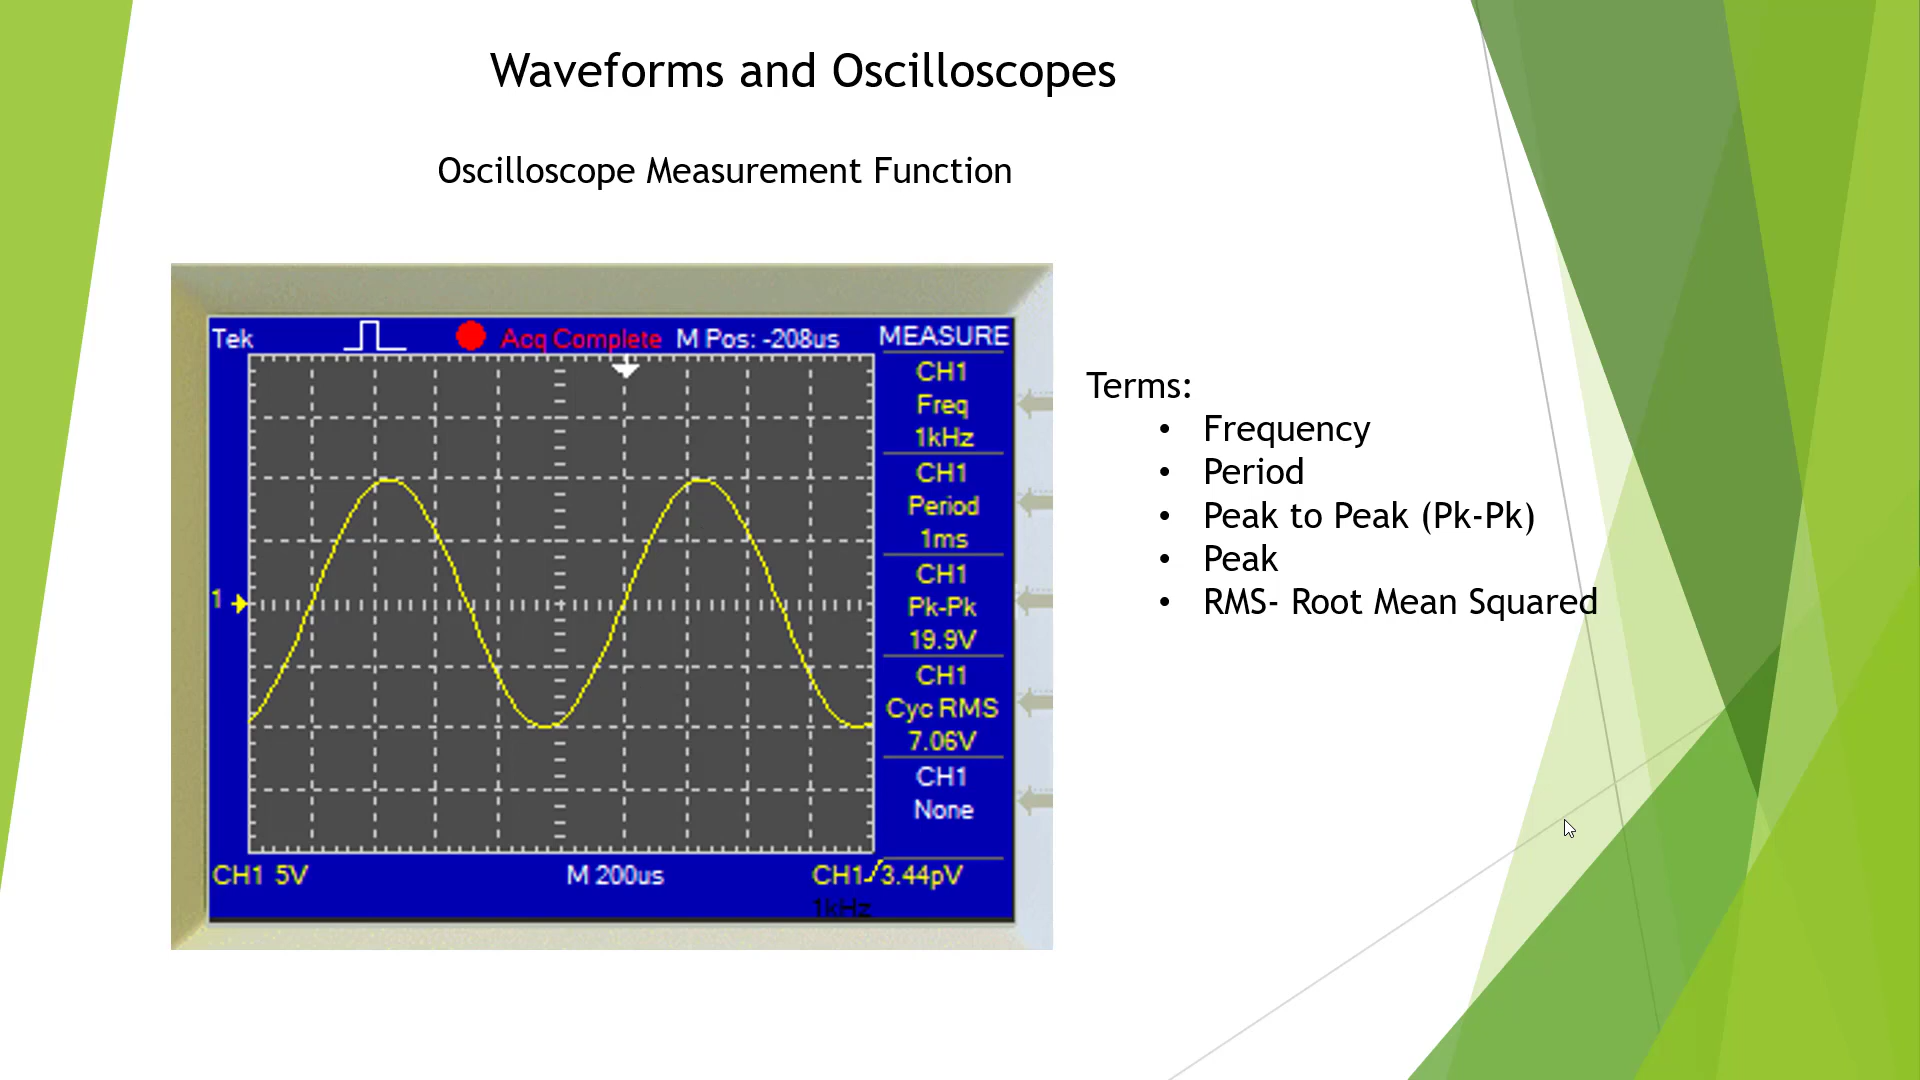 Waveforms and Oscilloscopes
Oscilloscope Measurement Function
Tek
Acq Complete
M Pos: -208us
MEASURE
CH1
Freq
1kHz
CH1
Period
1ms
CH1
Pk-Pk
19.9V
CH1
Cyc RMS
7.06V
CH1
None
1
CH1 5V
M 200us
CH1 3.44pV
1kHz
Terms:
• Frequency
• Period
• Peak to Peak (Pk-Pk)
• Peak
• RMS- Root Mean Squared